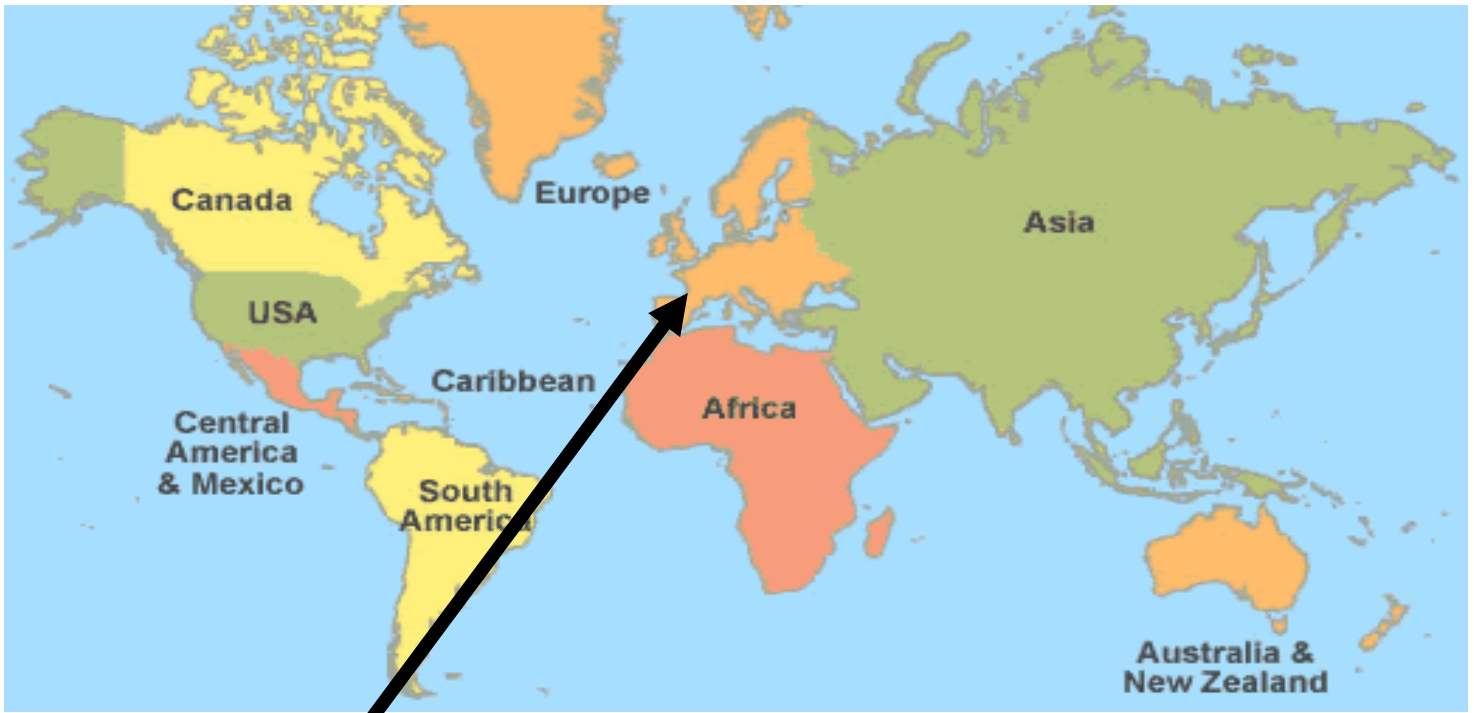 Europe
Canada
Asia
USA
Caribbean
Africa
Central
America
& Mexico
South
America
Australia &
New Zealand